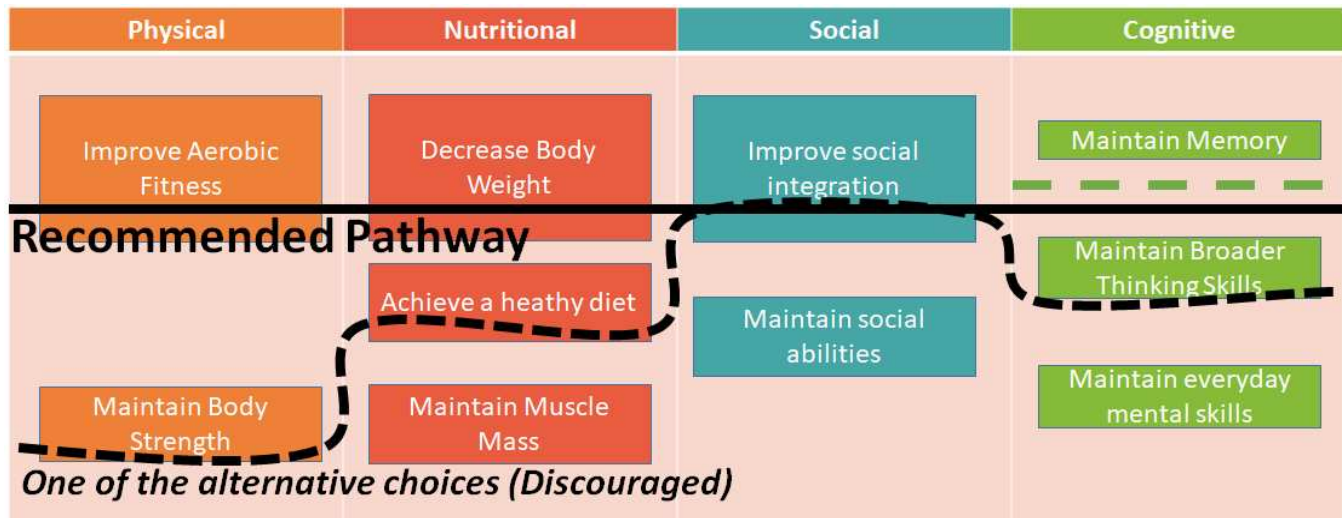 Physical
Nutritional
Social
Cognitive
Improve Aerobic
Fitness
Decrease Body
Weight
Improve social
integration
Maintain Memory
Recommended Pathway
Achieve a heathy diet
Maintain Broader
Thinking Skills
Maintain social
abilities
Maintain Body
Strength
Maintain Muscle
Mass
Maintain everyday
mental skills
One of the alternative choices (Discouraged)